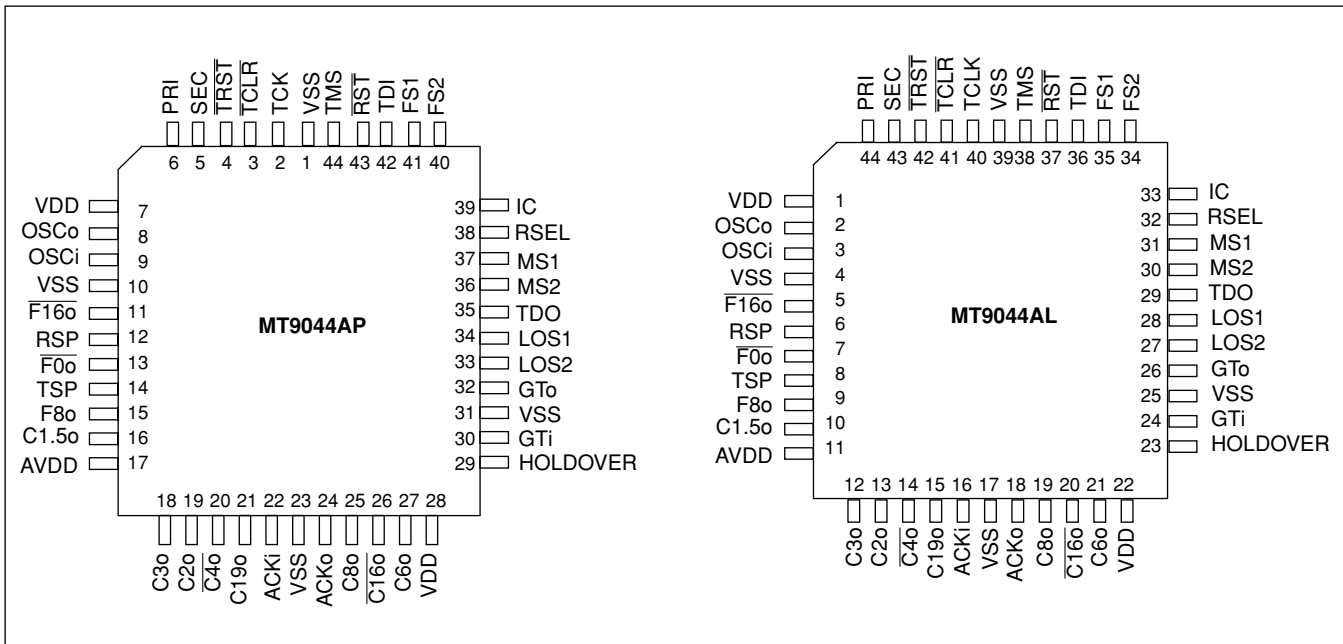 PRI
SEC
TRST
TCLR
TCK
VSS
TMS
RST
TDI
FS1
FS2
6 5 4 3 2 1 44 43 42 41 40
VDD 7
OSCo 8
OSCi 9
VSS 10
F16o 11
RSP 12
F0o 13
TSP 14
F8o 15
C1.5o 16
AVDD 17
MT9044AP
39 IC
38 RSEL
37 MS1
36 MS2
35 TDO
34 LOS1
33 LOS2
32 GTo
31 VSS
30 GTi
29 HOLDOVER
18 19 20 21 22 23 24 25 26 27 28
C3o
C2o
C4o
C19o
ACKi
VSS
ACKo
C8o
C16o
C6o
VDD
PRI
SEC
TRST
TCLR
TCLK
VSS
TMS
RST
TDI
FS1
FS2
44 43 42 41 40 39 38 37 36 35 34
VDD 1
OSCo 2
OSCi 3
VSS 4
F16o 5
RSP 6
F0o 7
TSP 8
F8o 9
C1.5o 10
AVDD 11
MT9044AL
33 IC
32 RSEL
31 MS1
30 MS2
29 TDO
28 LOS1
27 LOS2
26 GTo
25 VSS
24 GTi
23 HOLDOVER
12 13 14 15 16 17 18 19 20 21 22
C3o
C2o
C4o
C19o
ACKi
VSS
ACKo
C8o
C16o
C6o
VDD